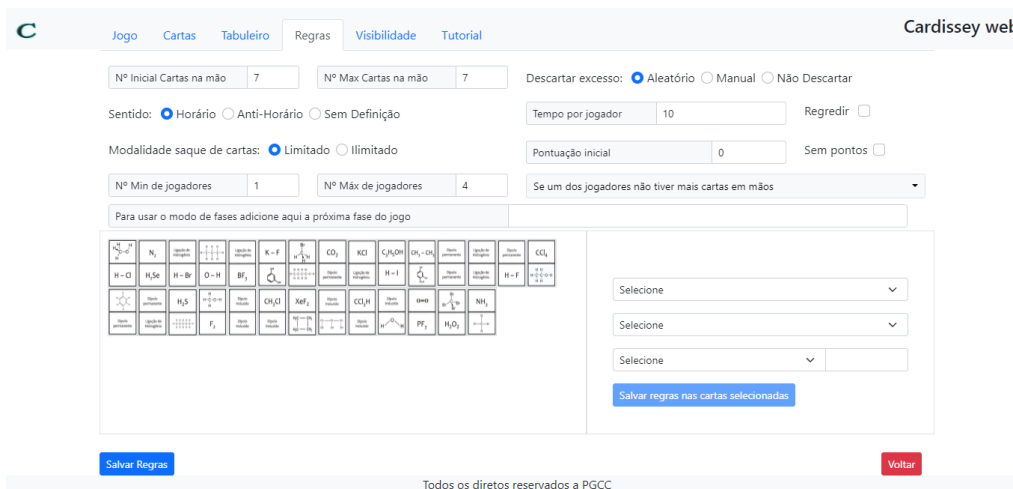 C
Cardissey web
Jogo Cartas Tabuleiro Regras Visibilidade Tutorial
Nº Inicial Cartas na mão 7 Nº Max Cartas na mão 7 Descartar excesso: Aleatório Manual Não Descartar
Sentido: Horário Anti-Horário Sem Definição Tempo por jogador 10 Regredir
Modalidade saque de cartas: Limitado Ilimitado Pontuação inicial 0 Sem pontos
Nº Min de jogadores 1 Nº Máx de jogadores 4 Se um dos jogadores não tiver mais cartas em mãos
Para usar o modo de fases adicione aqui a próxima fase do jogo
N₂ K – F CO₂ KCl C₂H₅OH CH₃ – CH₃ CCl₄
H – Cl H₂Se H – Br O – H BF₃ H – I H – F
H₂S CH₃Cl XeF₂ CCl₃H O=O NH₃
F₂ PF₃ H₂O₂
Selecione
Selecione
Selecione
Salvar regras nas cartas selecionadas
Salvar Regras Voltar
Todos os diretos reservados a PGCC